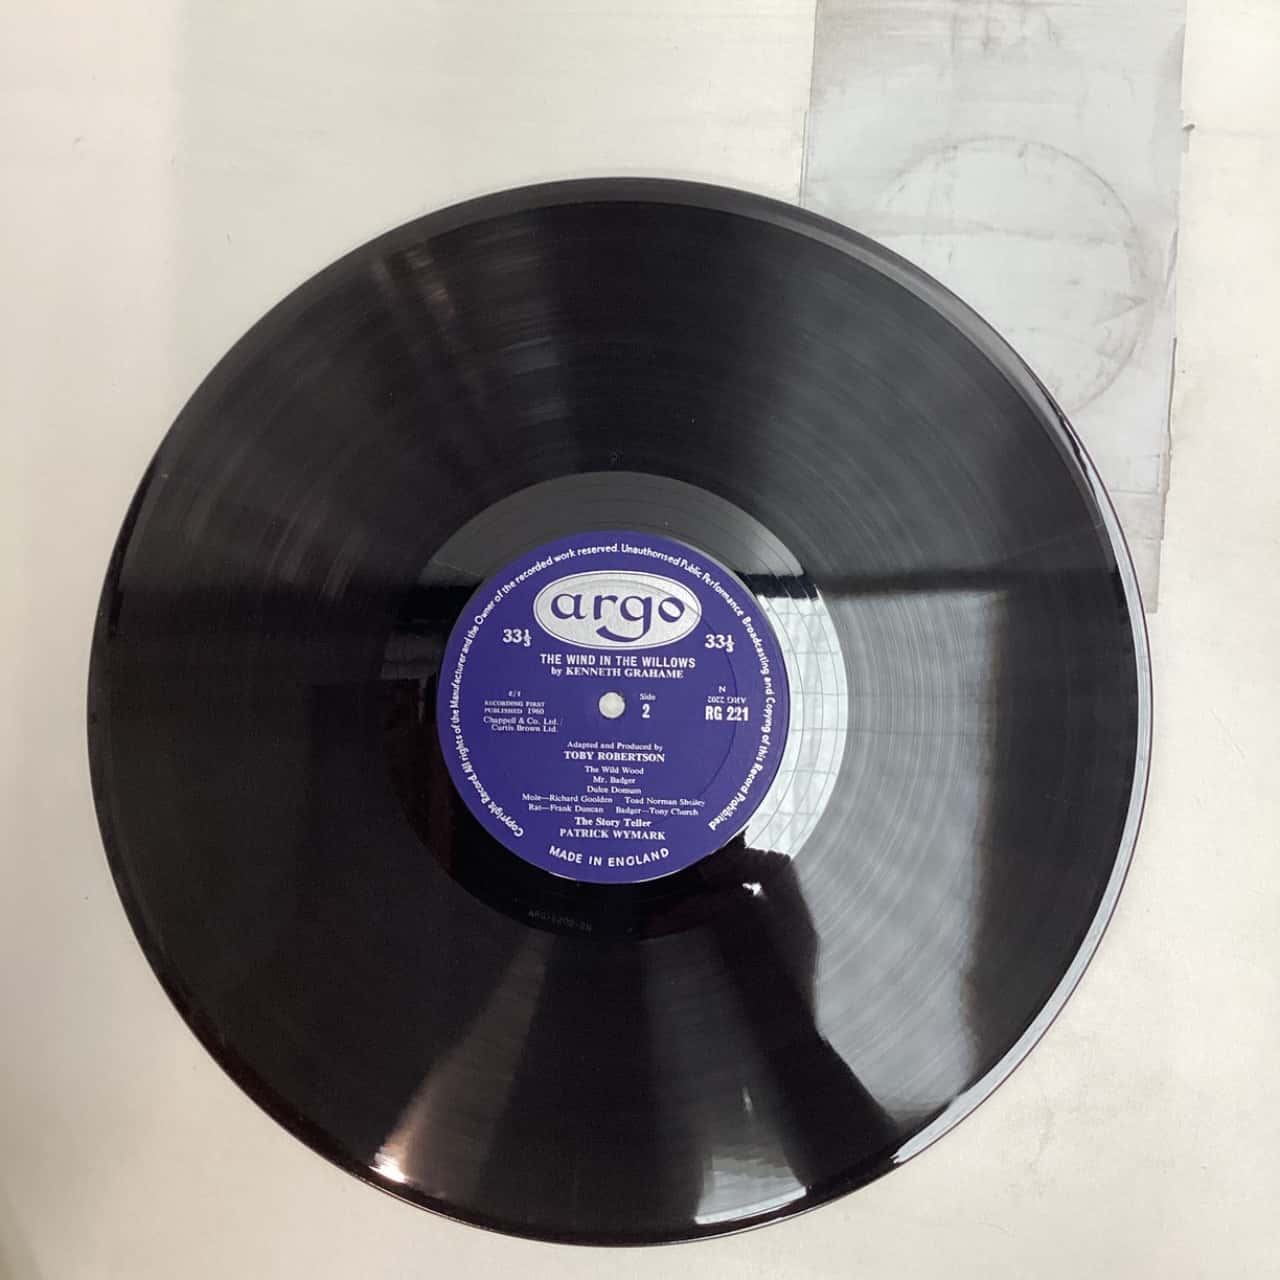 Copyright Record. All rights of the Manufacturer and the Owner of the recorded work reserved. Unauthorised Public Performance Broadcasting and Copying of this Record Prohibited
argo
33⅓ 33⅓
THE WIND IN THE WILLOWS
by KENNETH GRAHAME
RECORDING FIRST
PUBLISHED 1960
Chappell & Co. Ltd./
Curtis Brown Ltd.
Side
2
ARG 2202
N
RG 221
Adapted and Produced by
TOBY ROBERTSON
The Wild Wood
Mr. Badger
Dulce Domum
Mole—Richard Goolden Toad Norman Shelley
Rat—Frank Duncan Badger—Tony Church
The Story Teller
PATRICK WYMARK
MADE IN ENGLAND